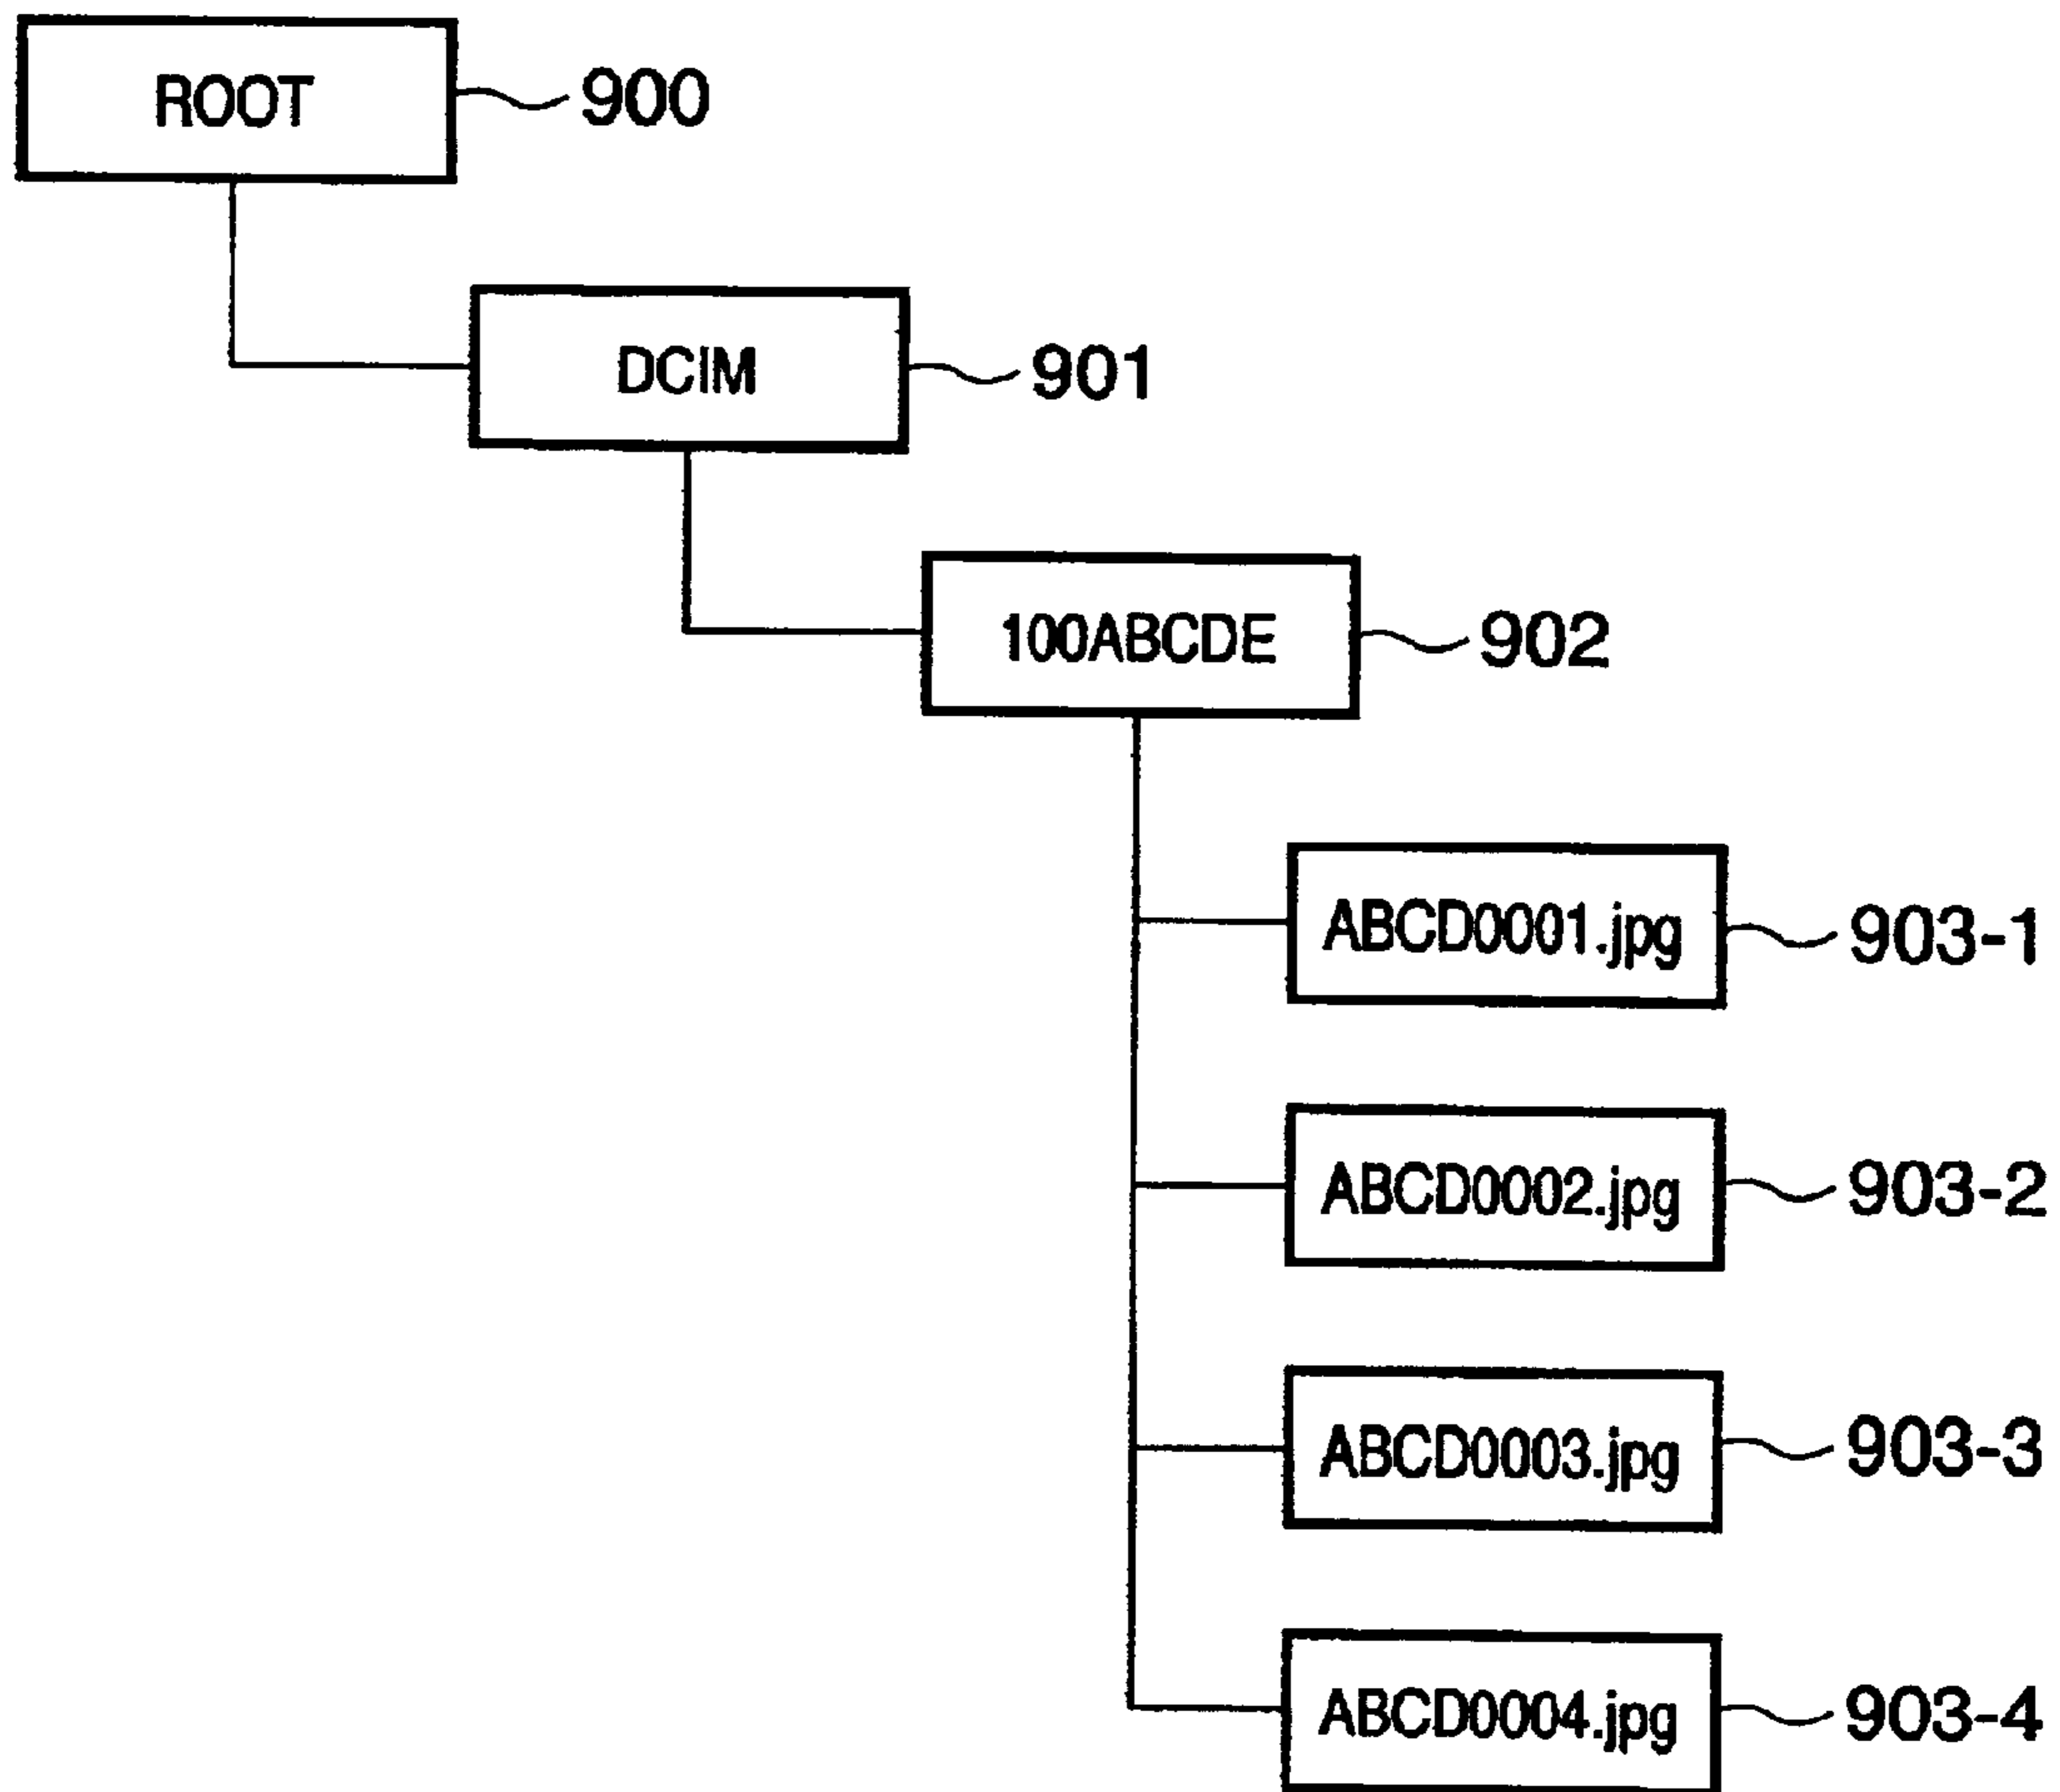 ROOT 900
DCIM 901
100ABCDE 902
ABCD0001.jpg 903-1
ABCD0002.jpg 903-2
ABCD0003.jpg 903-3
ABCD0004.jpg 903-4